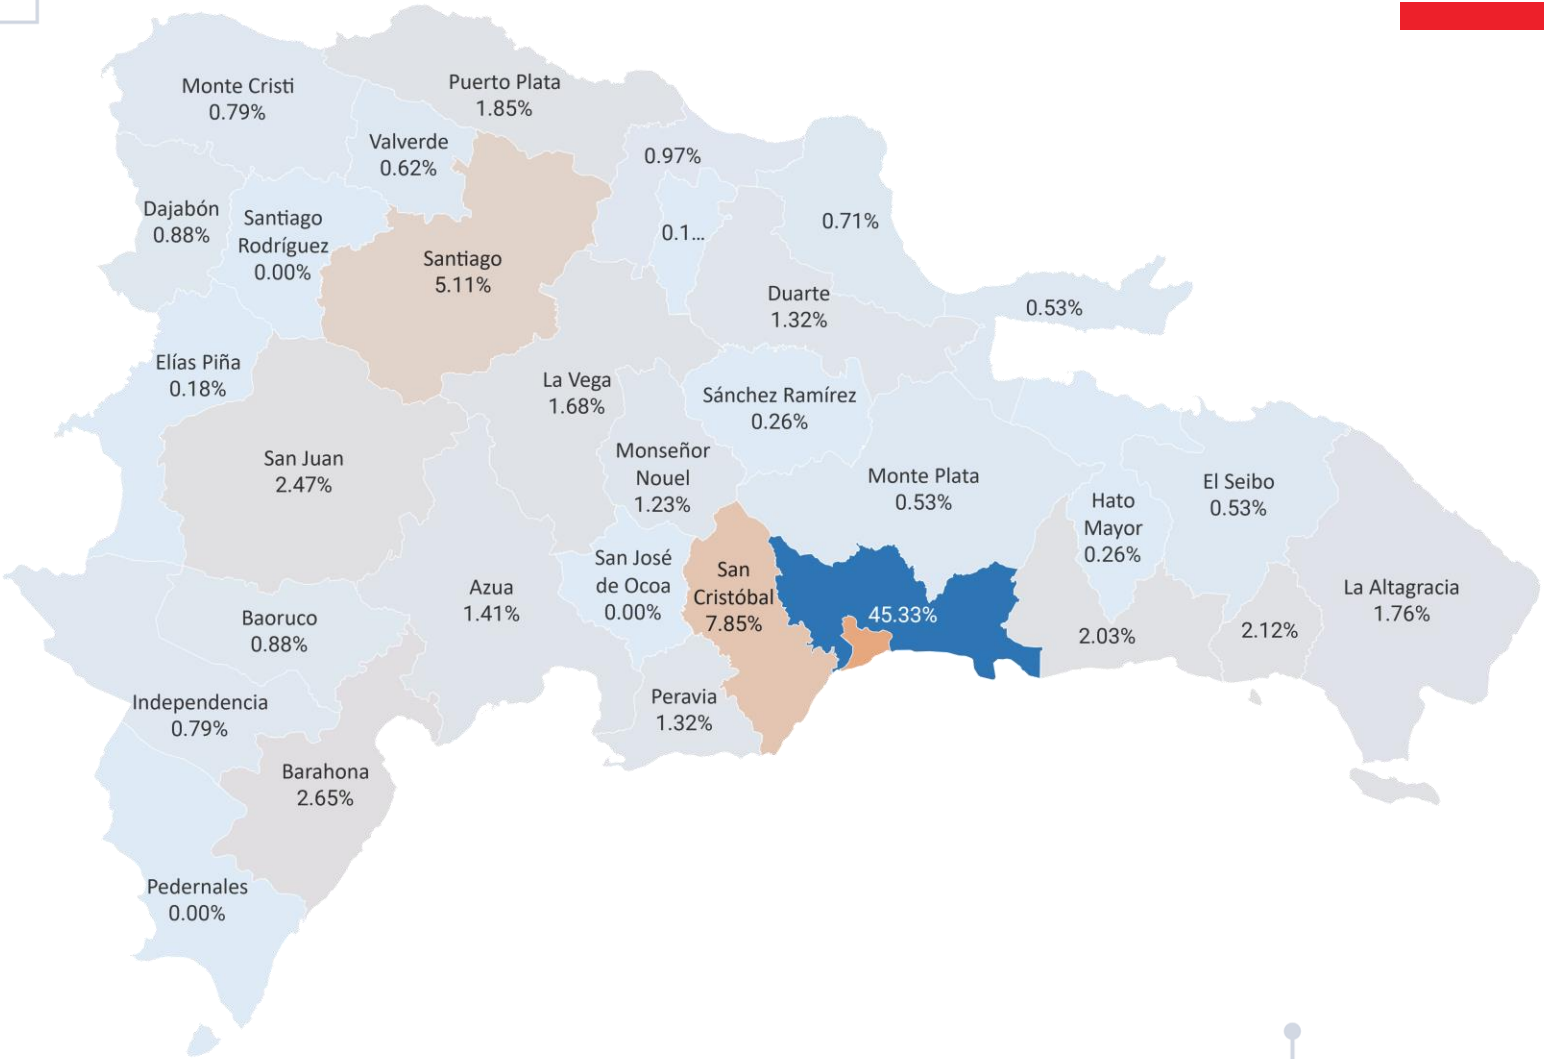 Monte Cristi
0.79%
Puerto Plata
1.85%
Valverde
0.62%
0.97%
Dajabón
0.88%
Santiago
Rodríguez
0.00%
0.1...
0.71%
Santiago
5.11%
Duarte
1.32%
0.53%
Elías Piña
0.18%
La Vega
1.68%
Sánchez Ramírez
0.26%
San Juan
2.47%
Monseñor
Nouel
1.23%
Monte Plata
0.53%
El Seibo
0.53%
Hato
Mayor
0.26%
San José
de Ocoa
0.00%
San
Cristóbal
7.85%
Azua
1.41%
La Altagracia
1.76%
Baoruco
0.88%
45.33%
2.03%
2.12%
Independencia
0.79%
Peravia
1.32%
Barahona
2.65%
Pedernales
0.00%